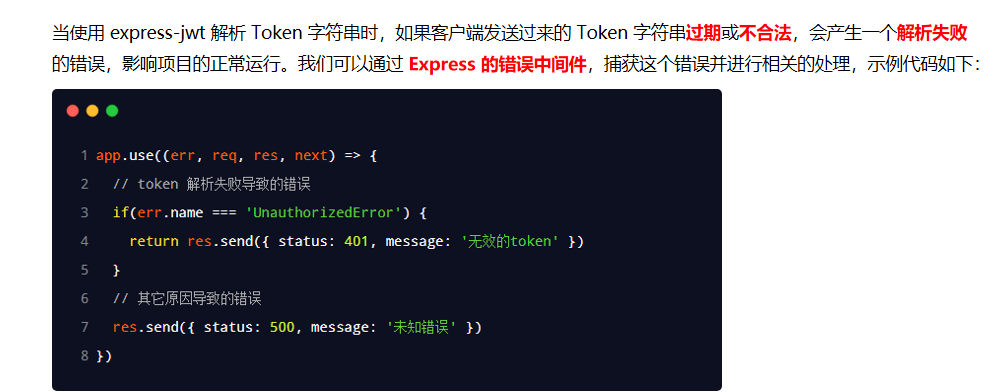 当使用 express-jwt 解析 Token 字符串时，如果客户端发送过来的 Token 字符串过期或不合法，会产生一个解析失败
的错误，影响项目的正常运行。我们可以通过 Express 的错误中间件，捕获这个错误并进行相关的处理，示例代码如下：
1 app.use((err, req, res, next) => {
2   // token 解析失败导致的错误
3   if(err.name === 'UnauthorizedError') {
4     return res.send({ status: 401, message: '无效的token' })
5   }
6   // 其它原因导致的错误
7   res.send({ status: 500, message: '未知错误' })
8 })